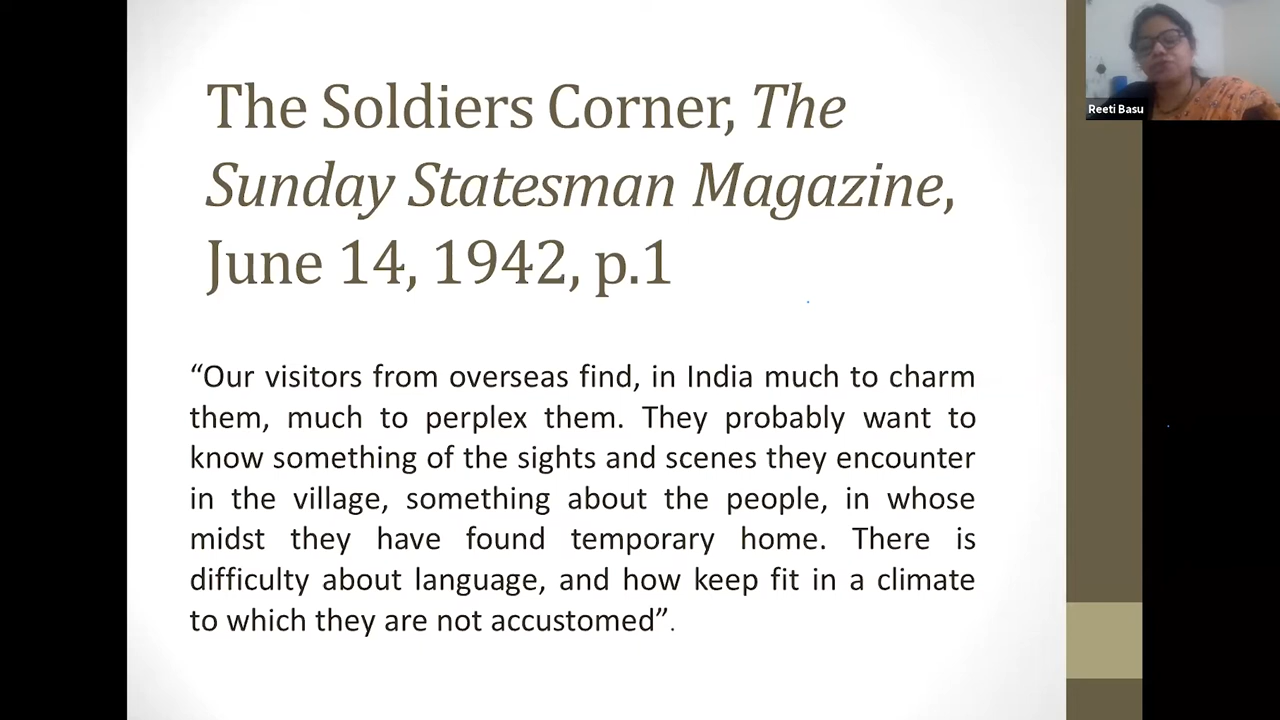 The Soldiers Corner, The
Sunday Statesman Magazine,
June 14, 1942, p.1
“Our visitors from overseas find, in India much to charm
them, much to perplex them. They probably want to
know something of the sights and scenes they encounter
in the village, something about the people, in whose
midst they have found temporary home. There is
difficulty about language, and how keep fit in a climate
to which they are not accustomed”.
Reeti Basu